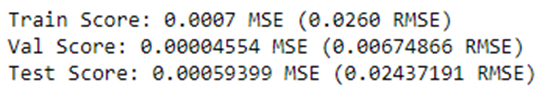 Train Score: 0.0007 MSE (0.0260 RMSE)
Val Score: 0.00004554 MSE (0.00674866 RMSE)
Test Score: 0.00059399 MSE (0.02437191 RMSE)